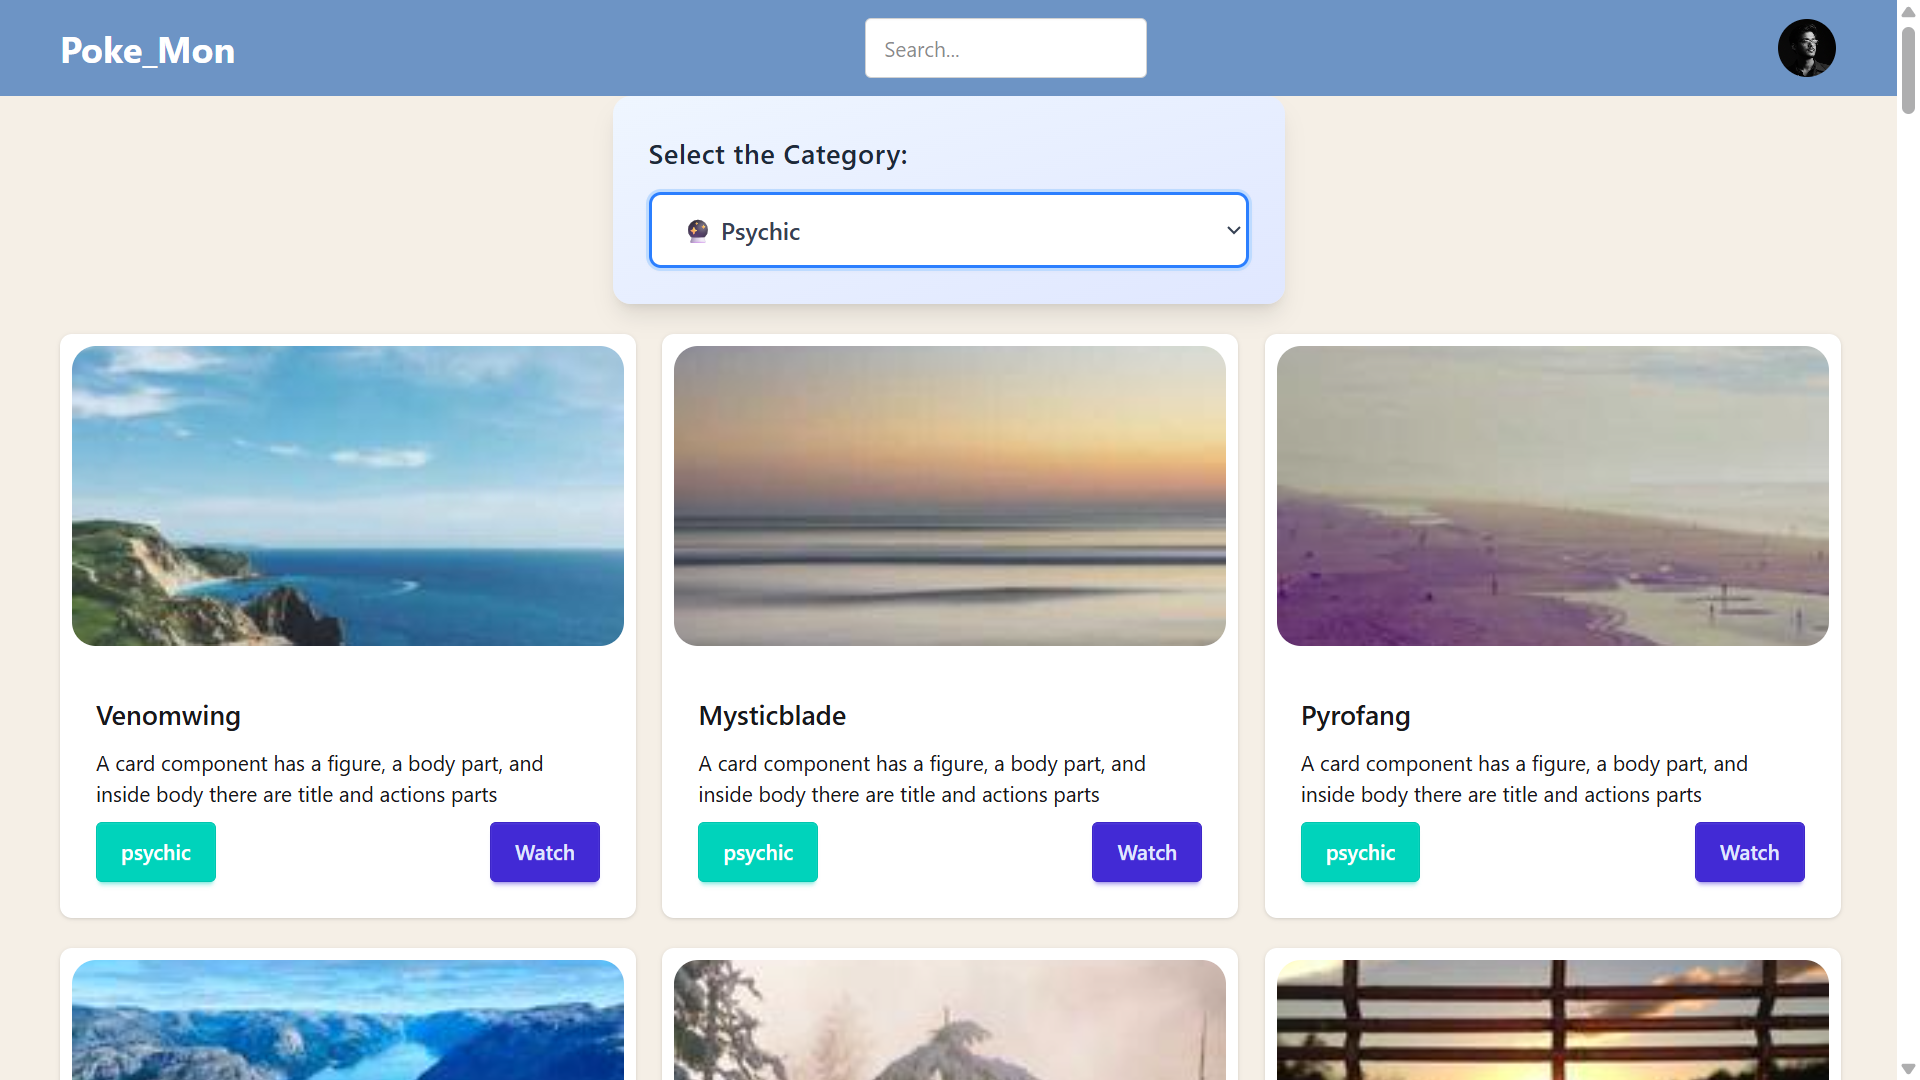 Poke_Mon
Search...
Select the Category:
🔮 Psychic
Venomwing
A card component has a figure, a body part, and
inside body there are title and actions parts
psychic
Watch
Mysticblade
A card component has a figure, a body part, and
inside body there are title and actions parts
psychic
Watch
Pyrofang
A card component has a figure, a body part, and
inside body there are title and actions parts
psychic
Watch